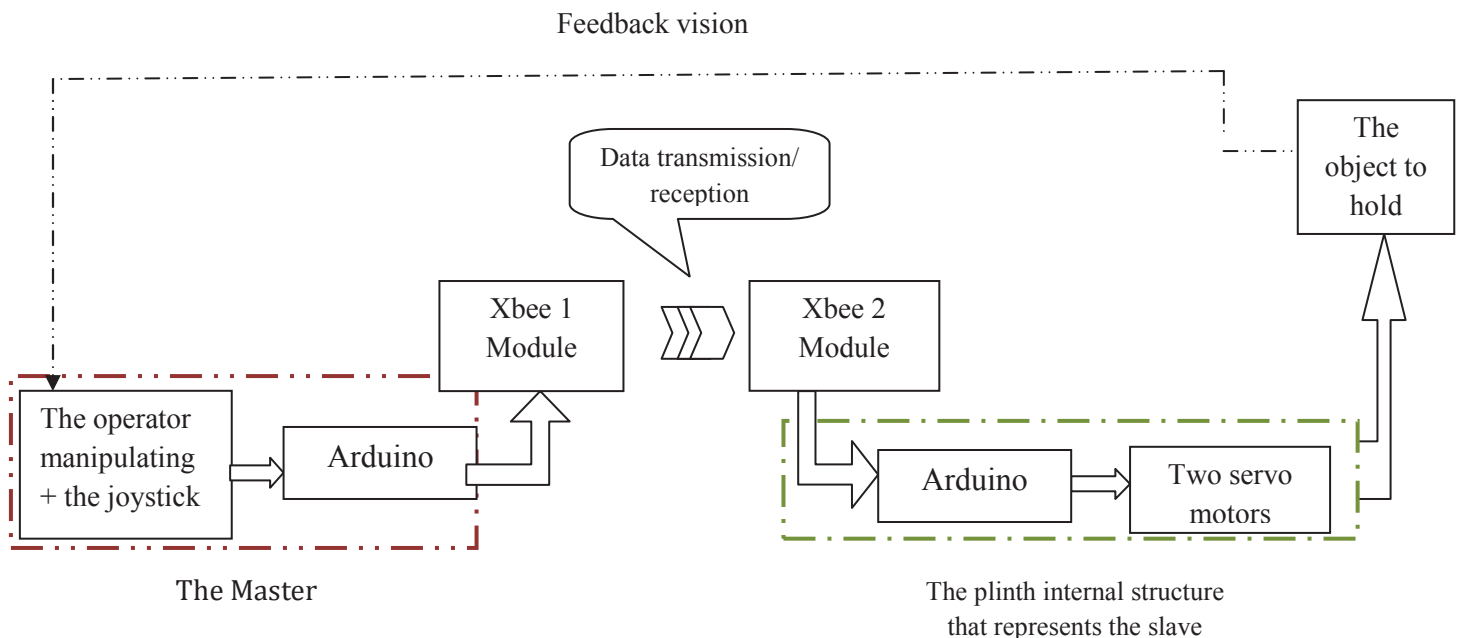 Feedback vision
Data transmission/
reception
The
object to
hold
Xbee 1
Module
Xbee 2
Module
The operator
manipulating
+ the joystick
Arduino
Arduino
Two servo
motors
The Master
The plinth internal structure
that represents the slave